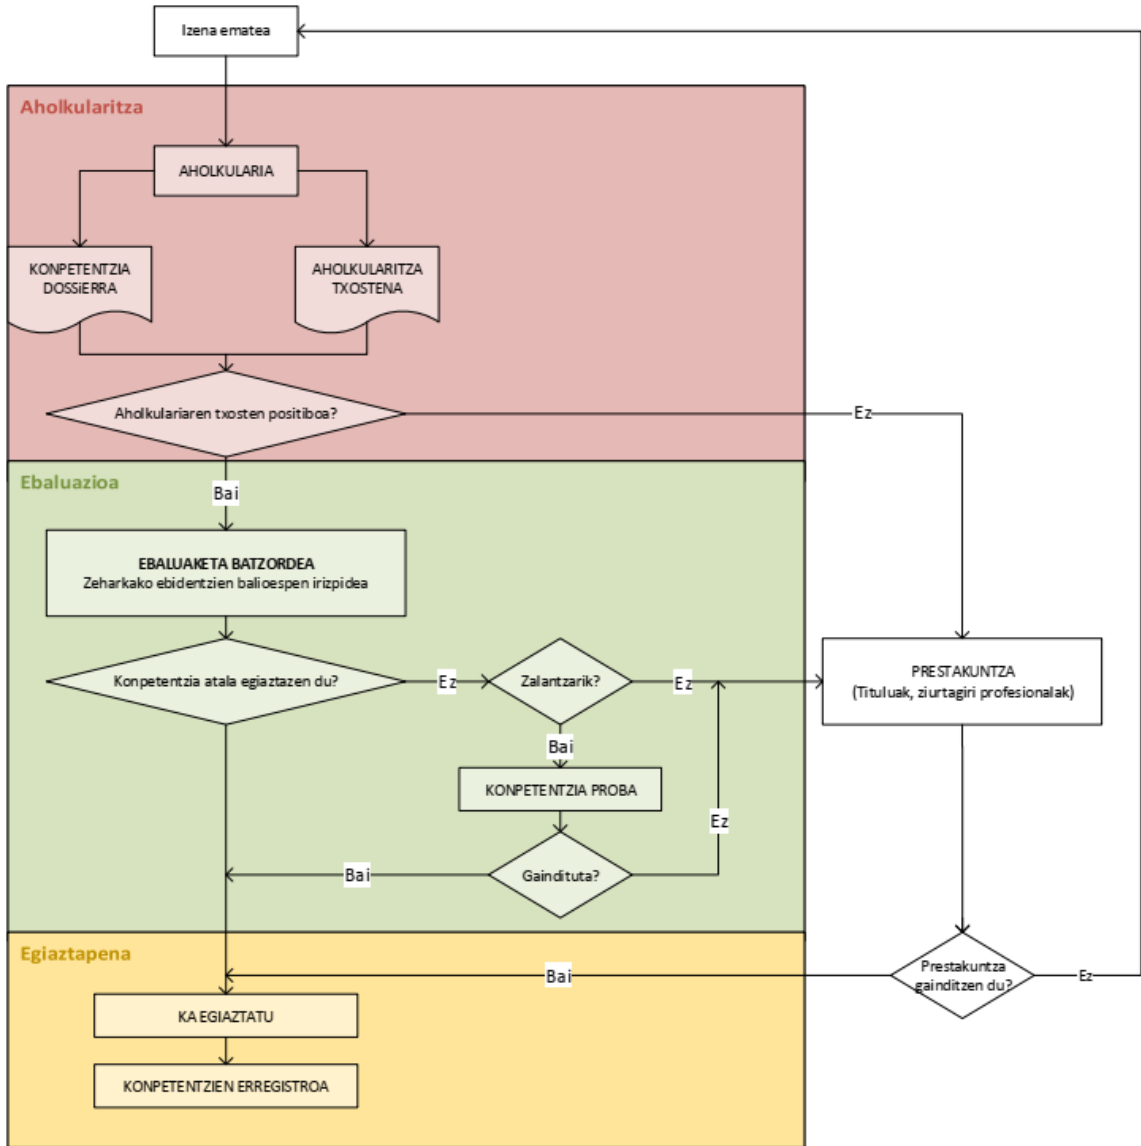 Izena ematea
Aholkularitza
AHOLKULARIA
KONPETENTZIA
DOSSiERRA
AHOLKULARITZA
TXOSTENA
Aholkulariaren txosten positiboa?
Ez
Ebaluazioa
Bai
EBALUAKETA BATZORDEA
Zeharkako ebidentzien balioespen irizpidea
Konpetentzia atala egiaztazen du?
Ez
Zalantzarik?
Ez
PRESTAKUNTZA
(Tituluak, ziurtagiri profesionalak)
Bai
KONPETENTZIA PROBA
Ez
Bai
Gaindituta?
Egiaztapena
Bai
Prestakuntza
gainditzen du?
Ez
KA EGIAZTATU
KONPETENTZIEN ERREGISTROA